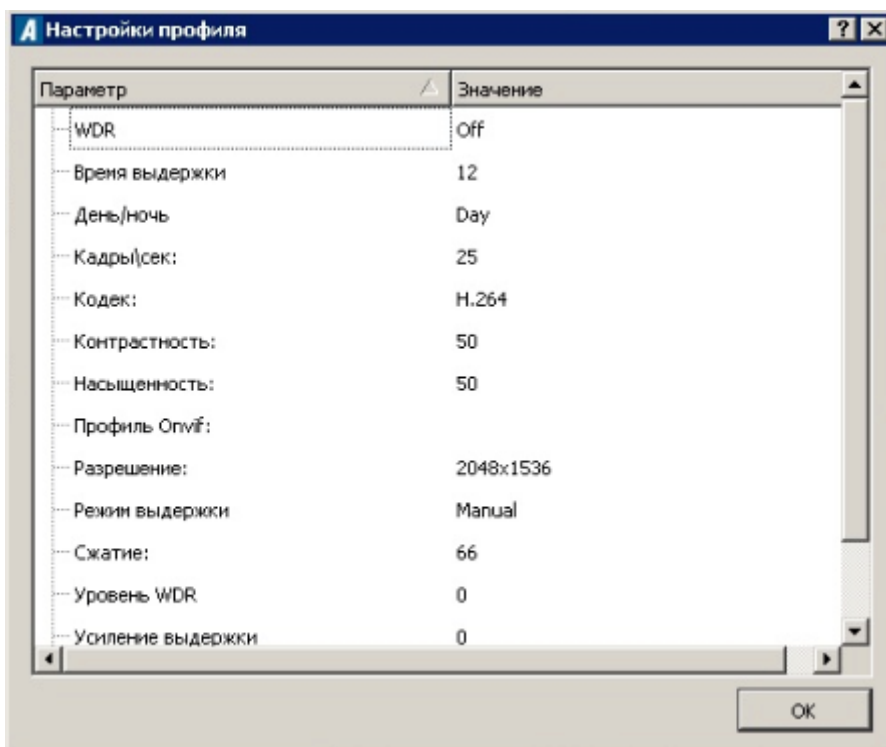 Настройки профиля
Параметр Значение
WDR Off
Время выдержки 12
День/ночь Day
Кадры\сек: 25
Кодек: H.264
Контрастность: 50
Насыщенность: 50
Профиль Onvif:
Разрешение: 2048x1536
Режим выдержки Manual
Сжатие: 66
Уровень WDR 0
Усиление выдержки 0
OK